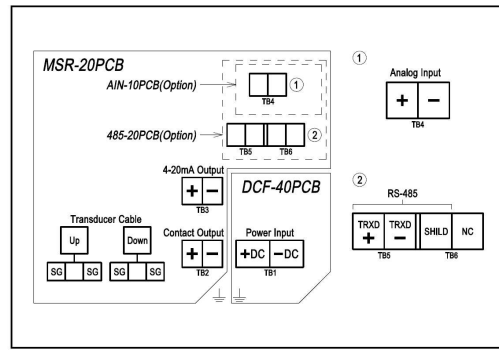 MSR-20PCB
AIN-10PCB(Option)
1
TB4
485-20PCB(Option)
2
TB5 TB6
4-20mA Output
+ −
TB3
DCF-40PCB
Transducer Cable
Up
Down
SG SG
SG SG
Contact Output
+ −
TB2
Power Input
+DC −DC
TB1
1
Analog Input
+ −
TB4
2
RS-485
TRXD + TRXD − SHILD NC
TB5 TB6